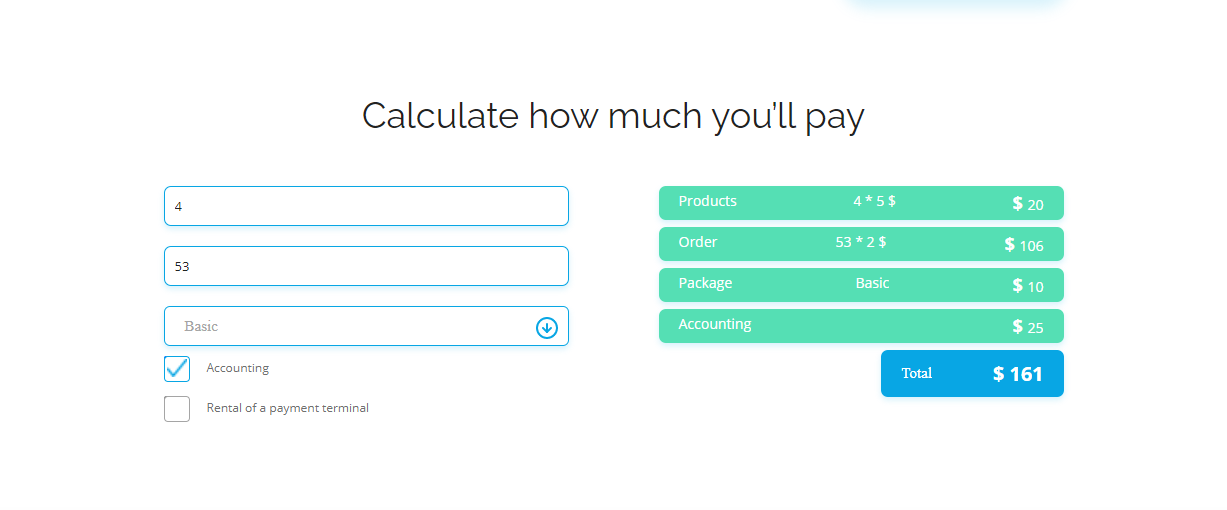 Calculate how much you'll pay
4
53
Basic
Accounting
Rental of a payment terminal
Products 4 * 5 $ $ 20
Order 53 * 2 $ $ 106
Package Basic $ 10
Accounting $ 25
Total $ 161